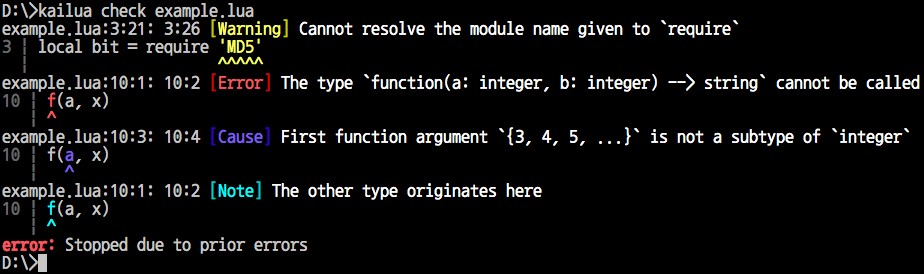 D:\>kailua check example.lua
example.lua:3:21: 3:26 [Warning] Cannot resolve the module name given to `require`
3 | local bit = require 'MD5'
  |                     ^^^^^
example.lua:10:1: 10:2 [Error] The type `function(a: integer, b: integer) --> string` cannot be called
10 | f(a, x)
   | ^
example.lua:10:3: 10:4 [Cause] First function argument `{3, 4, 5, ...}` is not a subtype of `integer`
10 | f(a, x)
   |   ^
example.lua:10:1: 10:2 [Note] The other type originates here
10 | f(a, x)
   | ^
error: Stopped due to prior errors
D:\>